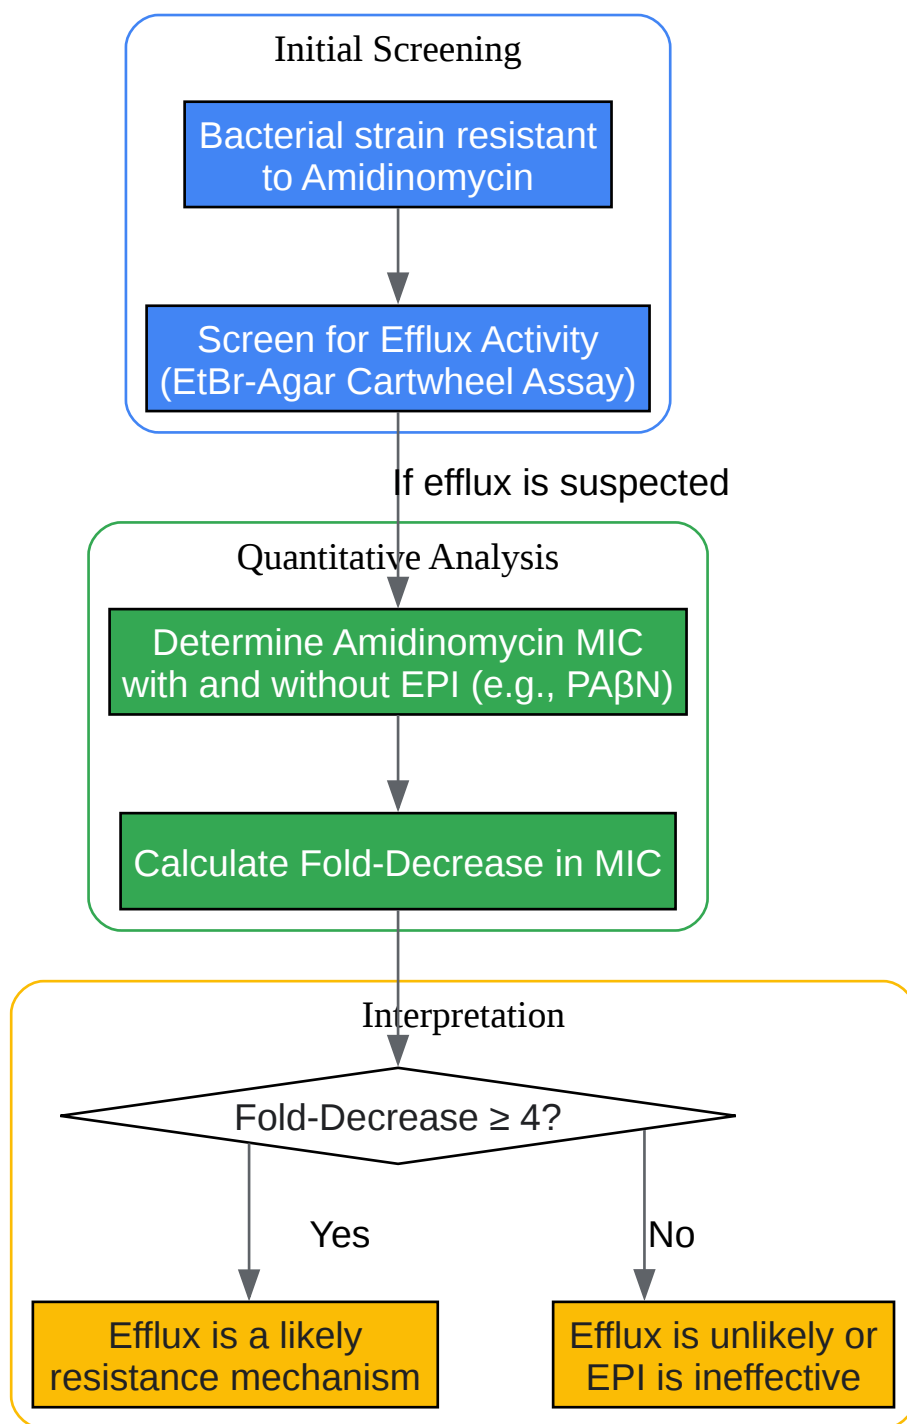 Initial Screening
Bacterial strain resistant
to Amidinomycin
Screen for Efflux Activity
(EtBr-Agar Cartwheel Assay)
If efflux is suspected
Quantitative Analysis
Determine Amidinomycin MIC
with and without EPI (e.g., PAβN)
Calculate Fold-Decrease in MIC
Interpretation
Fold-Decrease ≥ 4?
Yes
No
Efflux is a likely
resistance mechanism
Efflux is unlikely or
EPI is ineffective